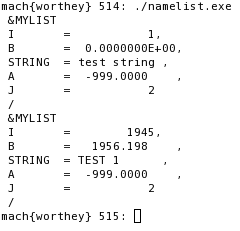 mach{worthey} 514: ./namelist.exe
&MYLIST
I       =           1,
B       =  0.0000000E+00,
STRING  = test string ,
A       =  -999.0000    ,
J       =           2
/
&MYLIST
I       =        1945,
B       =   1956.198    ,
STRING  = TEST 1      ,
A       =  -999.0000    ,
J       =           2
/
mach{worthey} 515: